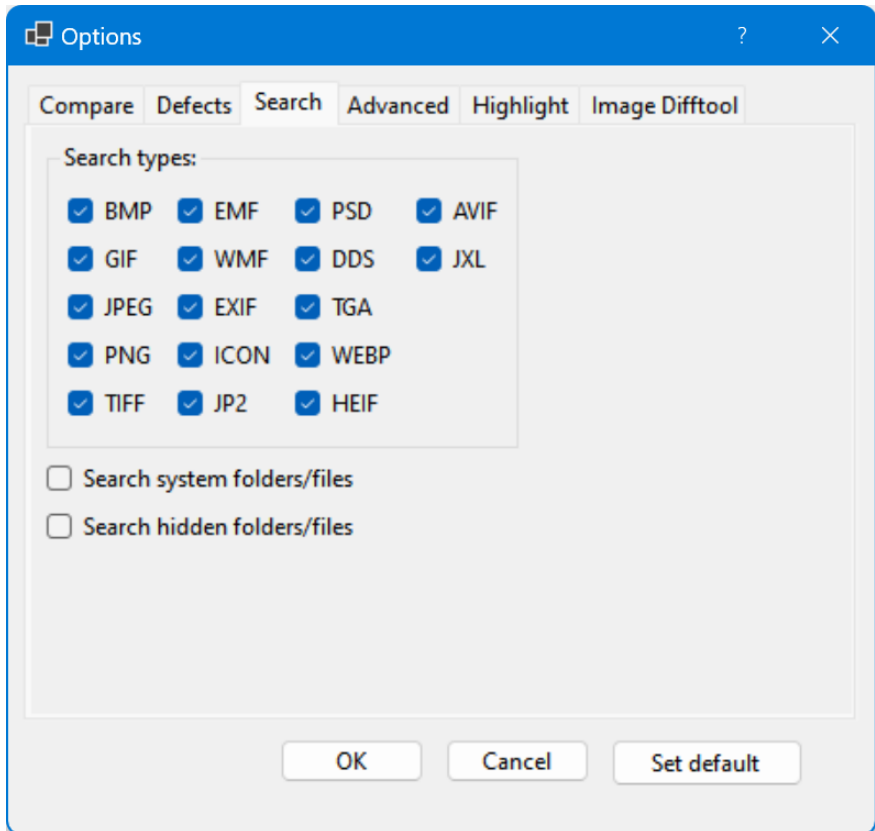 Options ?
Compare Defects Search Advanced Highlight Image Difftool
Search types:
BMP EMF PSD AVIF
GIF WMF DDS JXL
JPEG EXIF TGA
PNG ICON WEBP
TIFF JP2 HEIF
Search system folders/files
Search hidden folders/files
OK Cancel Set default